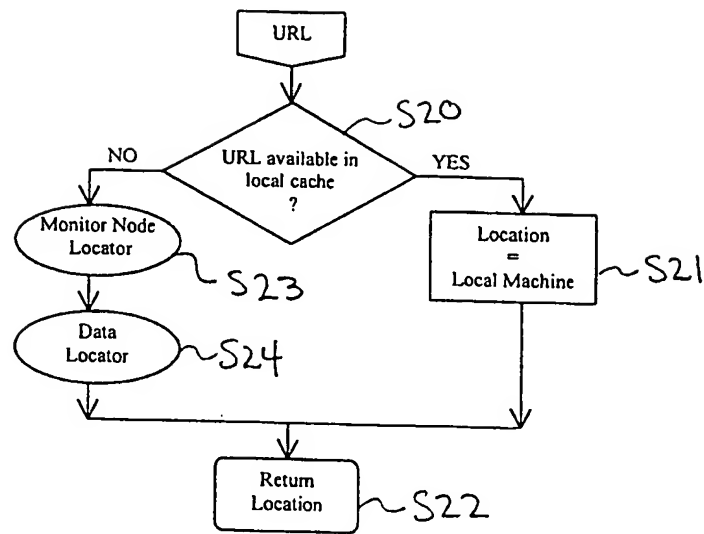 URL
S20
NO
URL available in
local cache
?
YES
Monitor Node
Locator
S23
Location
=
Local Machine
S21
Data
Locator
S24
Return
Location
S22